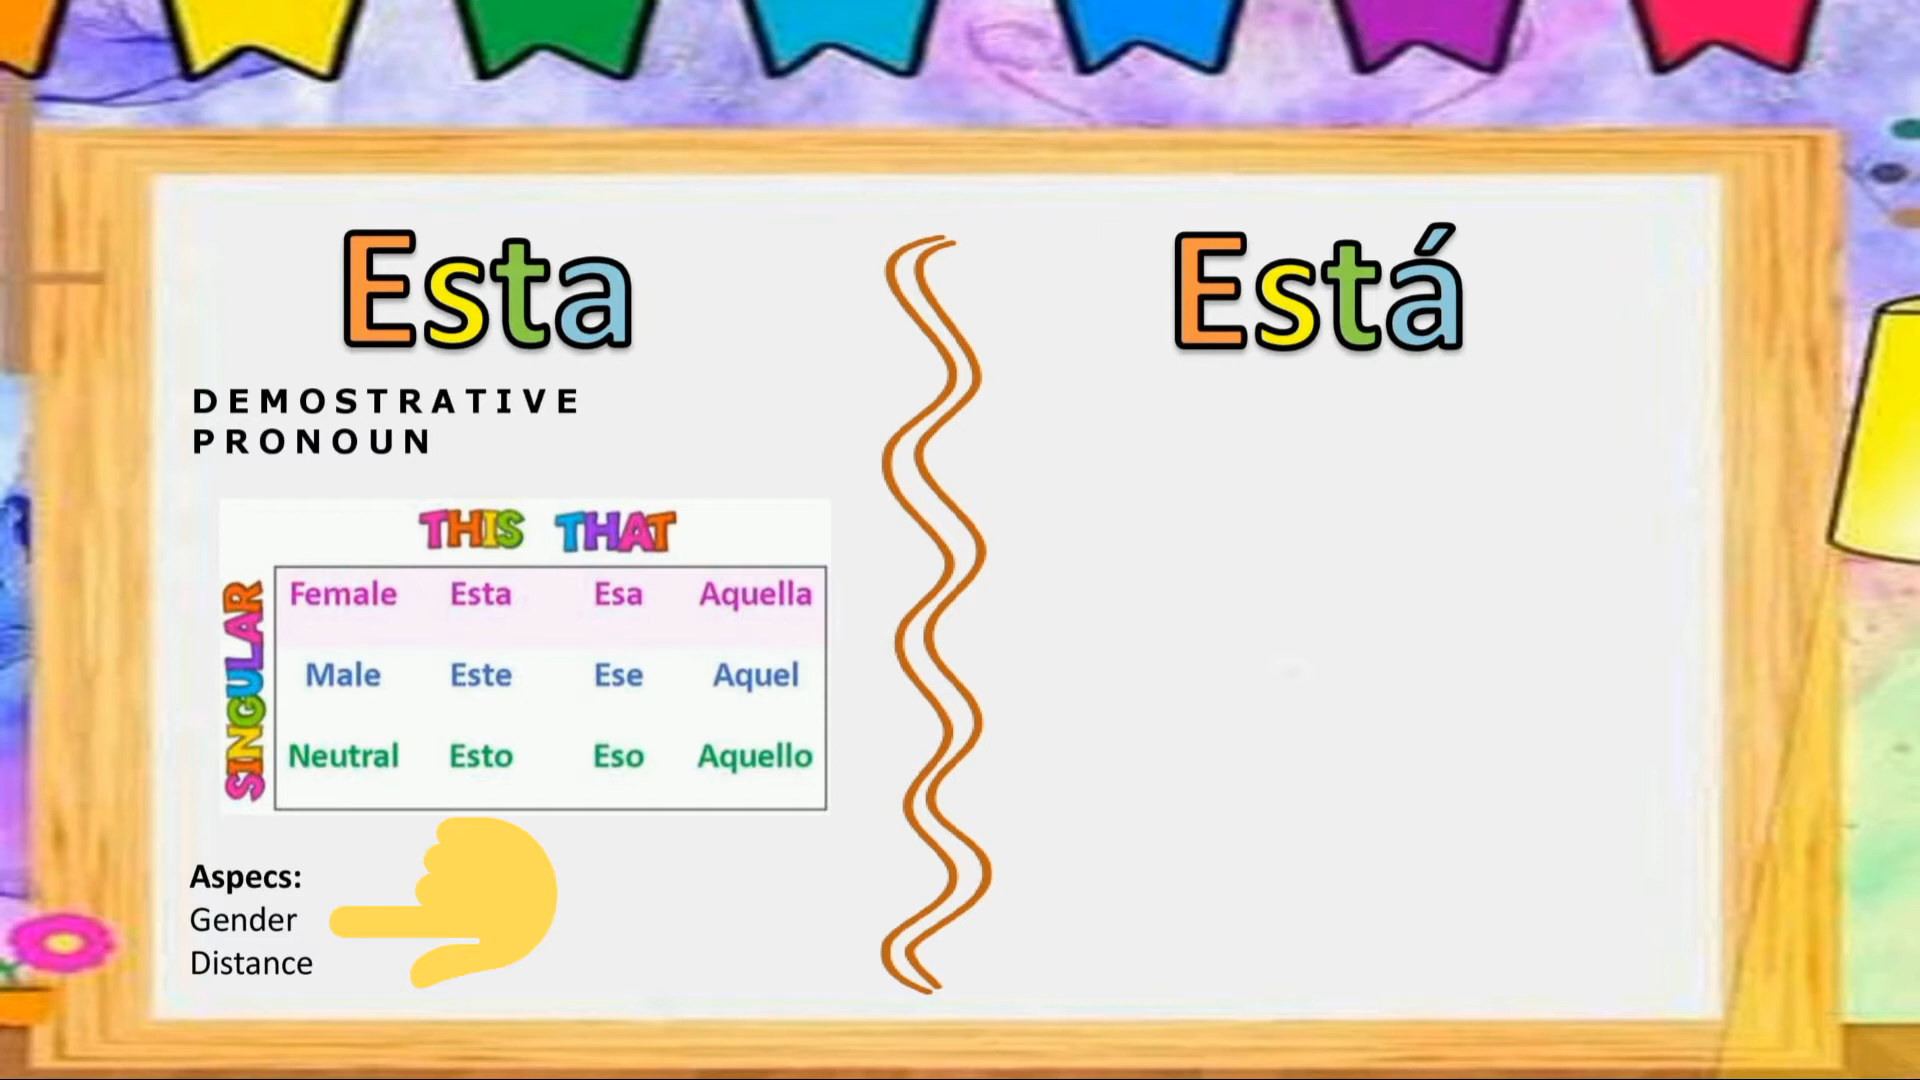 Esta
DEMOSTRATIVE
PRONOUN
THIS THAT
SINGULAR
Female Esta Esa Aquella
Male Este Ese Aquel
Neutral Esto Eso Aquello
Aspecs:
Gender
Distance
Está